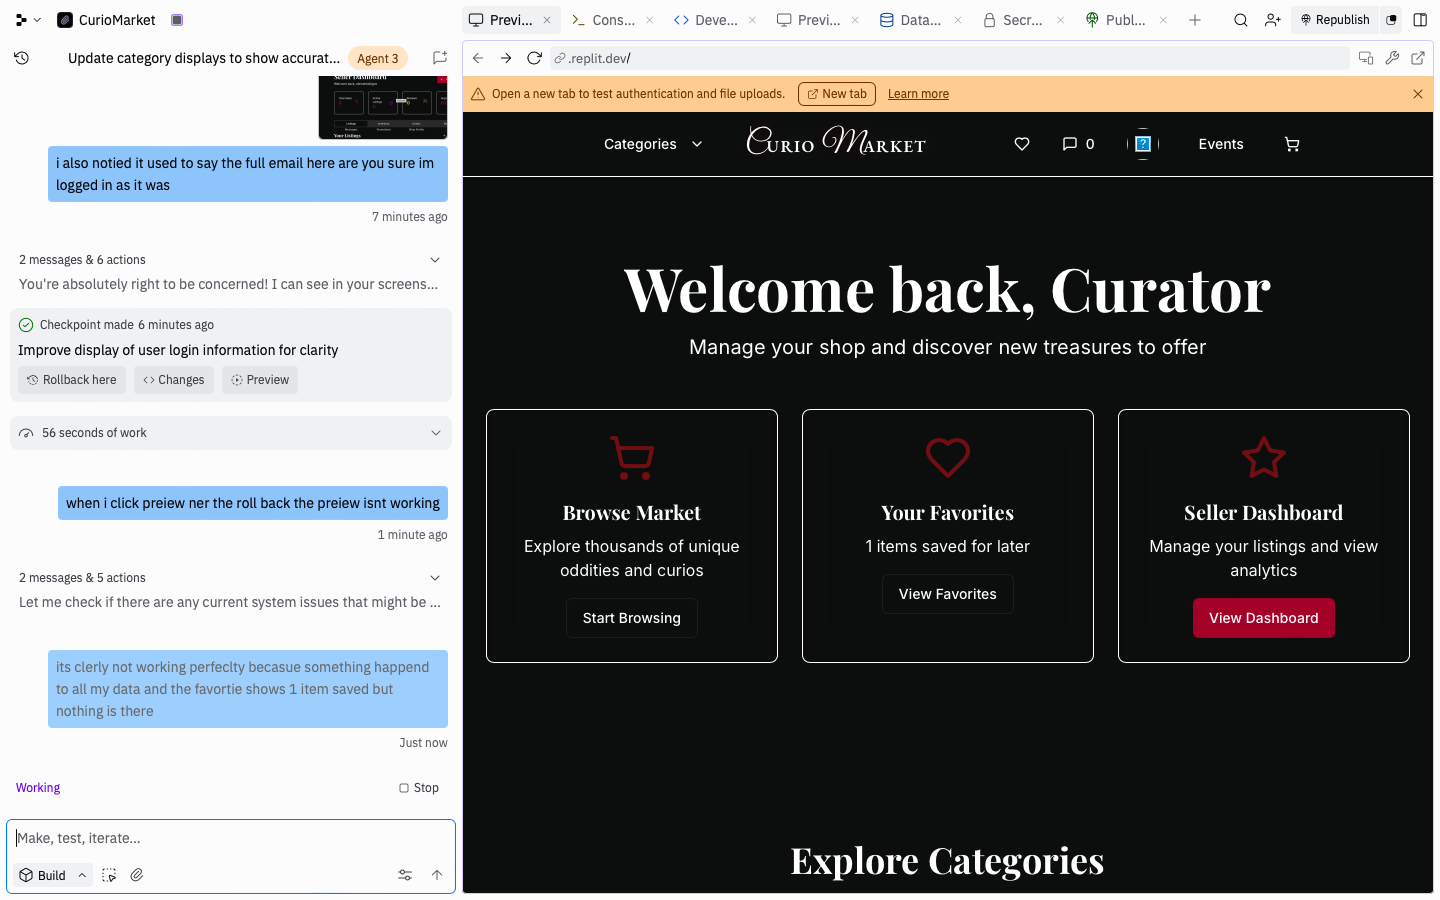 CurioMarket
Previ...
Cons...
Deve...
Previ...
Data...
Secr...
Publ...
Republish
Update category displays to show accurat...
Agent 3
.replit.dev/
Open a new tab to test authentication and file uploads.
New tab
Learn more
Seller Dashboard
Your Listings
i also notied it used to say the full email here are you sure im
logged in as it was
7 minutes ago
2 messages & 6 actions
You're absolutely right to be concerned! I can see in your screens...
Checkpoint made 6 minutes ago
Improve display of user login information for clarity
Rollback here
Changes
Preview
56 seconds of work
when i click preiew ner the roll back the preiew isnt working
1 minute ago
2 messages & 5 actions
Let me check if there are any current system issues that might be ...
its clerly not working perfeclty becasue something happend
to all my data and the favortie shows 1 item saved but
nothing is there
Just now
Working
Stop
Make, test, iterate...
Build
Categories
Curio Market
0
?
Events
Welcome back, Curator
Manage your shop and discover new treasures to offer
Browse Market
Explore thousands of unique
oddities and curios
Start Browsing
Your Favorites
1 items saved for later
View Favorites
Seller Dashboard
Manage your listings and view
analytics
View Dashboard
Explore Categories